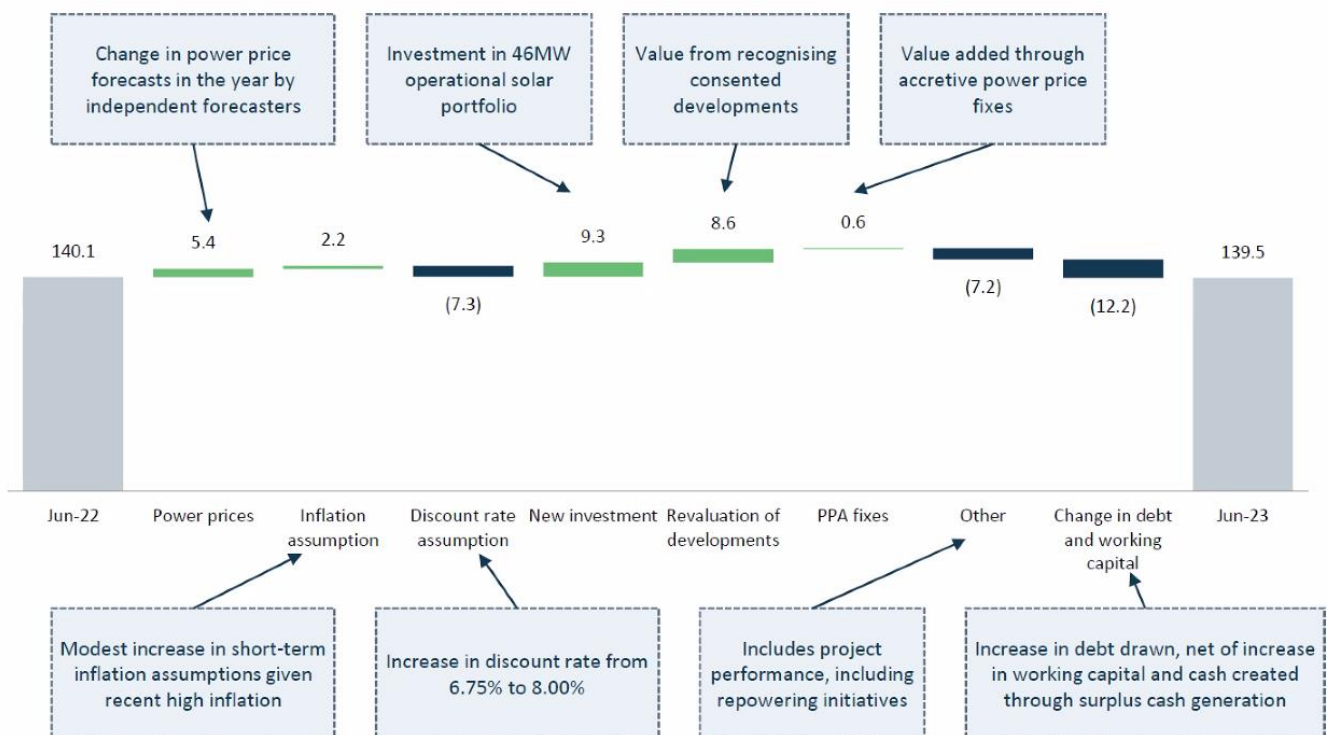 Change in power price
forecasts in the year by
independent forecasters
Investment in 46MW
operational solar
portfolio
Value from recognising
consented developments
Value added through
accretive power price
fixes
140.1
5.4
2.2
(7.3)
9.3
8.6
0.6
(7.2)
(12.2)
139.5
Jun-22
Power prices
Inflation
assumption
Discount rate
assumption
New investment
Revaluation of
developments
PPA fixes
Other
Change in debt
and working
capital
Jun-23
Modest increase in short-term
inflation assumptions given
recent high inflation
Increase in discount rate from
6.75% to 8.00%
Includes project
performance, including
repowering initiatives
Increase in debt drawn, net of increase
in working capital and cash created
through surplus cash generation